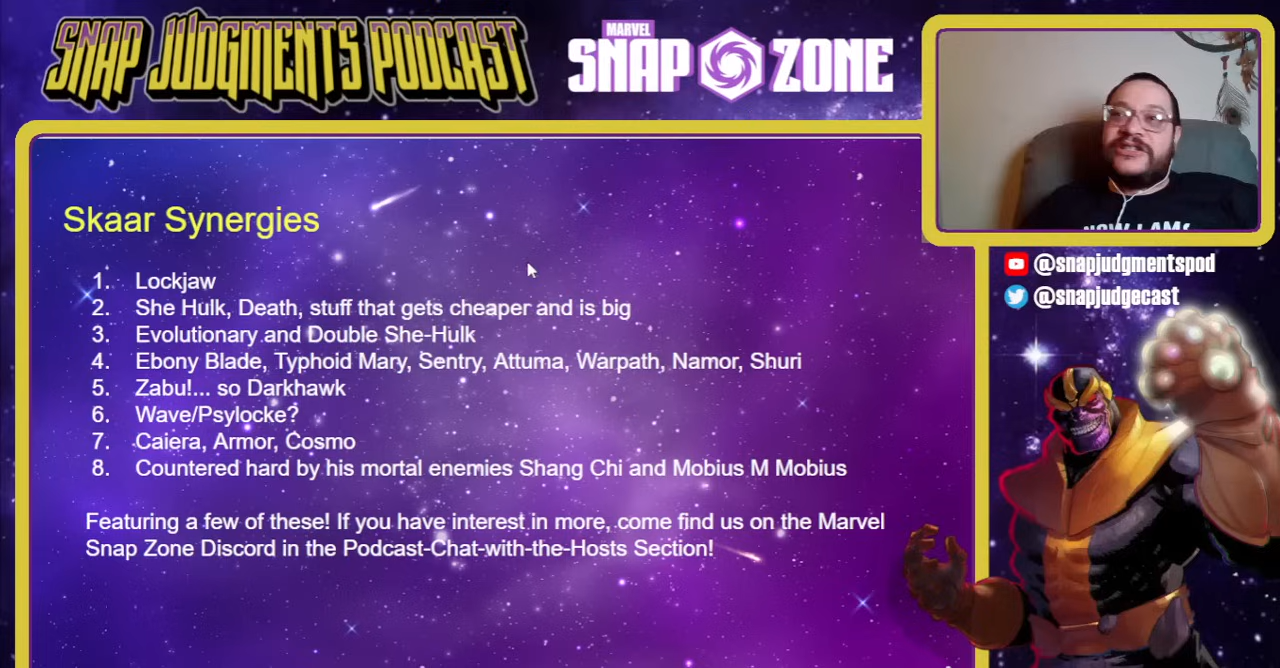 SNAP JUDGMENTS PODCAST
MARVEL
SNAP ZONE
Skaar Synergies
1. Lockjaw
2. She Hulk, Death, stuff that gets cheaper and is big
3. Evolutionary and Double She-Hulk
4. Ebony Blade, Typhoid Mary, Sentry, Attuma, Warpath, Namor, Shuri
5. Zabu!... so Darkhawk
6. Wave/Psylocke?
7. Caiera, Armor, Cosmo
8. Countered hard by his mortal enemies Shang Chi and Mobius M Mobius
Featuring a few of these! If you have interest in more, come find us on the Marvel
Snap Zone Discord in the Podcast-Chat-with-the-Hosts Section!
NOW I AM
@snapjudgmentspod
@snapjudgecast